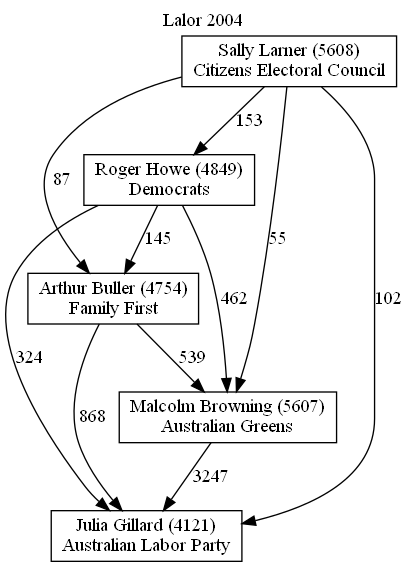 Lalor 2004
Sally Larner (5608)
Citizens Electoral Council
153
Roger Howe (4849)
Democrats
87
145
55
Arthur Buller (4754)
Family First
462
102
324
539
868
Malcolm Browning (5607)
Australian Greens
3247
Julia Gillard (4121)
Australian Labor Party